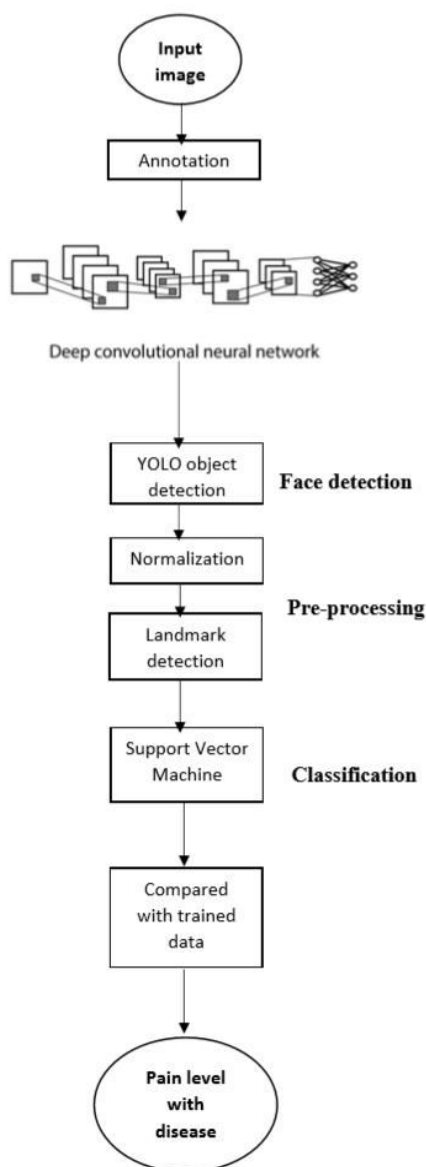 Input
image
Annotation
Deep convolutional neural network
YOLO object
detection
Face detection
Normalization
Pre-processing
Landmark
detection
Support Vector
Machine
Classification
Compared
with trained
data
Pain level
with
disease